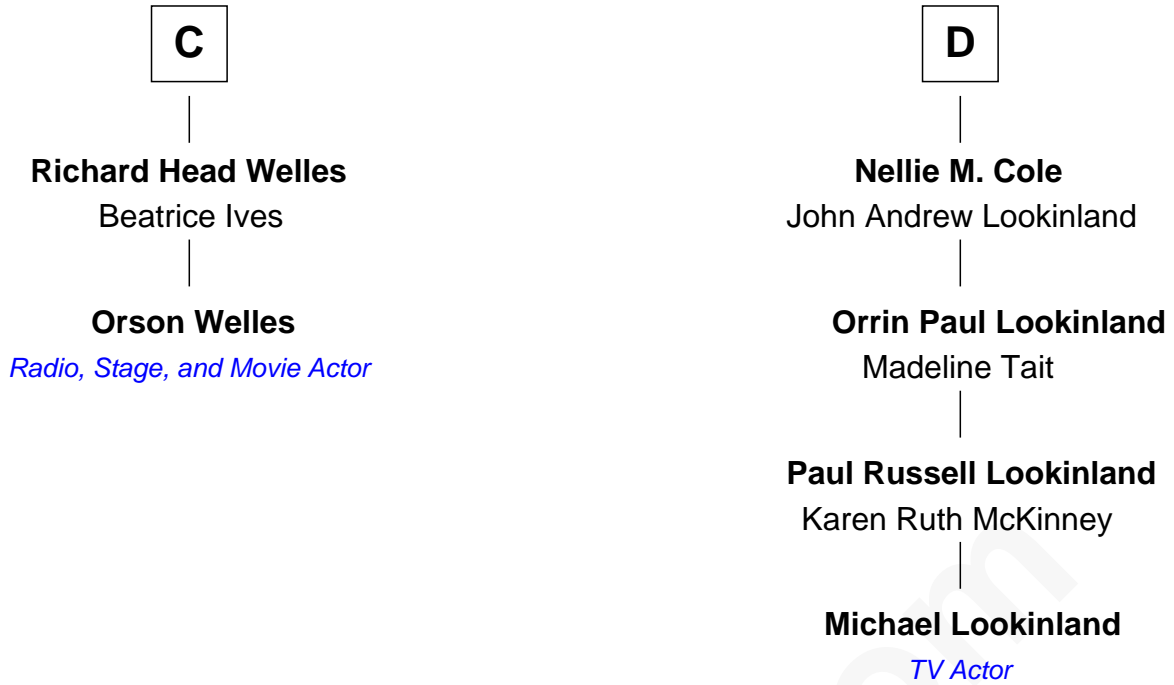 C
Richard Head Welles
Beatrice Ives
Orson Welles
Radio, Stage, and Movie Actor
D
Nellie M. Cole
John Andrew Lookinland
Orrin Paul Lookinland
Madeline Tait
Paul Russell Lookinland
Karen Ruth McKinney
Michael Lookinland
TV Actor